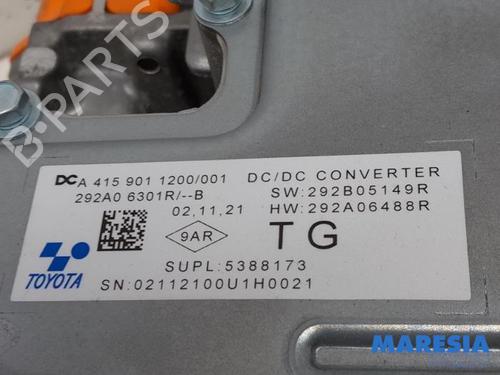 DC A 415 901 1200/001 DC/DC CONVERTER
292A0 6301R/--B SW:292B05149R
02,11,21 HW:292A06488R
9AR TG
TOYOTA
SUPL:5388173
SN:02112100U1H0021
B-PARTS
MARESIA